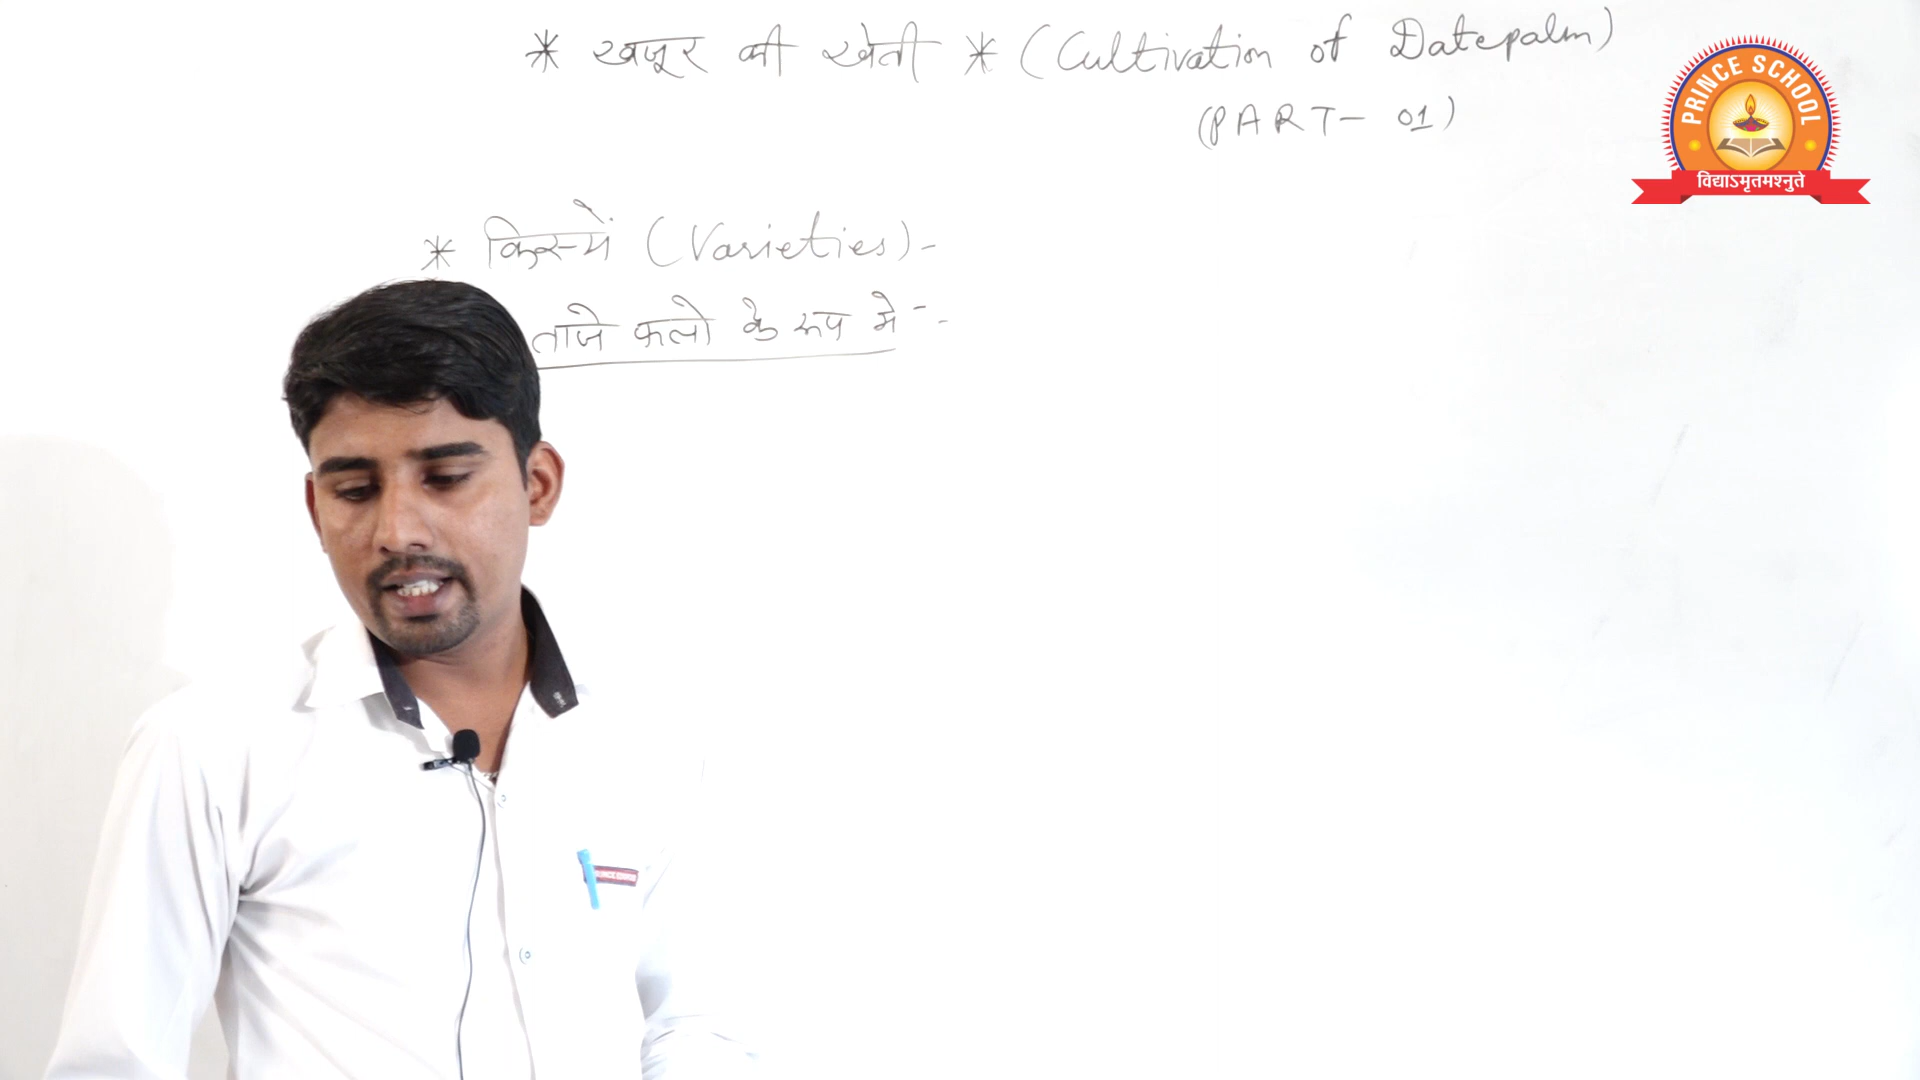 * खजूर की खेती * (Cultivation of Datepalm)
(PART- 01)
PRINCE SCHOOL
विद्याऽमृतमश्नुते
* किस्में (Varieties)-
ताजे फलो के रूप मे --